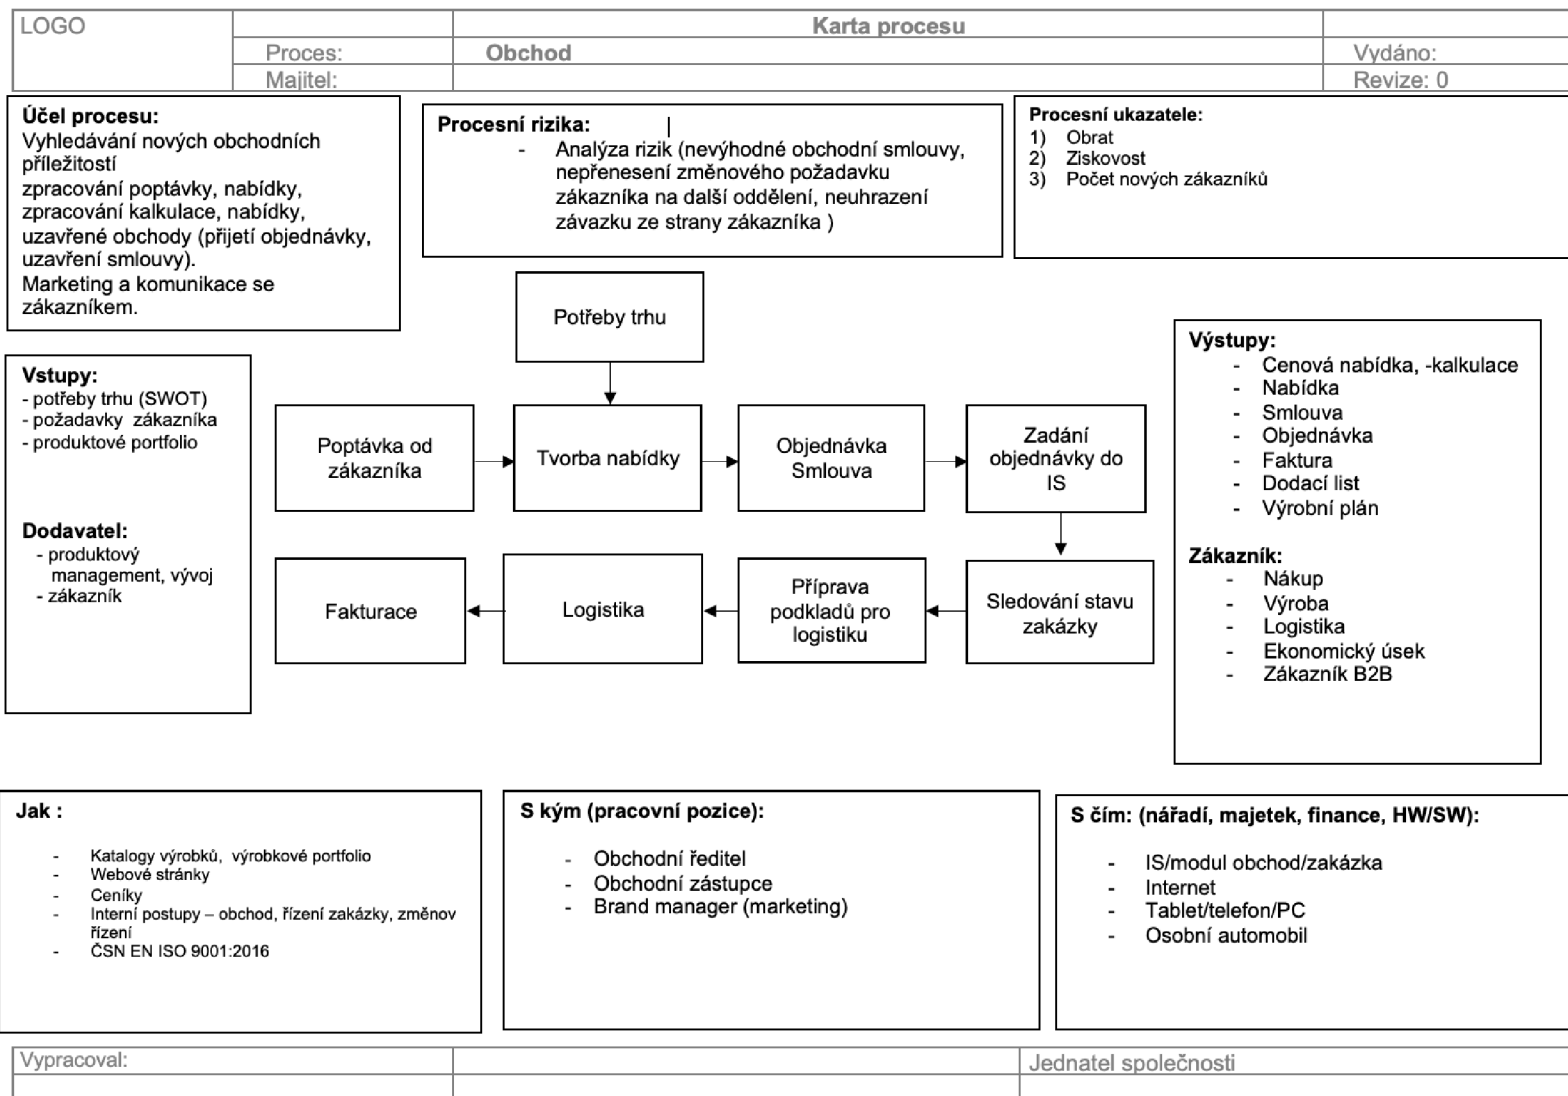 LOGO
Karta procesu
Proces:
Obchod
Vydáno:
Majitel:
Revize: 0
Účel procesu:
Vyhledávání nových obchodních
příležitostí
zpracování poptávky, nabídky,
zpracování kalkulace, nabídky,
uzavřené obchody (přijetí objednávky,
uzavření smlouvy).
Marketing a komunikace se
zákazníkem.
Procesní rizika:
- Analýza rizik (nevýhodné obchodní smlouvy,
nepřenesení změnového požadavku
zákazníka na další oddělení, neuhrazení
závazku ze strany zákazníka )
Procesní ukazatele:
1) Obrat
2) Ziskovost
3) Počet nových zákazníků
Vstupy:
- potřeby trhu (SWOT)
- požadavky zákazníka
- produktové portfolio
Dodavatel:
- produktový
management, vývoj
- zákazník
Potřeby trhu
Poptávka od
zákazníka
Tvorba nabídky
Objednávka
Smlouva
Zadání
objednávky do
IS
Fakturace
Logistika
Příprava
podkladů pro
logistiku
Sledování stavu
zakázky
Výstupy:
- Cenová nabídka, -kalkulace
- Nabídka
- Smlouva
- Objednávka
- Faktura
- Dodací list
- Výrobní plán
Zákazník:
- Nákup
- Výroba
- Logistika
- Ekonomický úsek
- Zákazník B2B
Jak :
- Katalogy výrobků, výrobkové portfolio
- Webové stránky
- Ceníky
- Interní postupy – obchod, řízení zakázky, změnov
řízení
- ČSN EN ISO 9001:2016
S kým (pracovní pozice):
- Obchodní ředitel
- Obchodní zástupce
- Brand manager (marketing)
S čím: (nářadí, majetek, finance, HW/SW):
- IS/modul obchod/zakázka
- Internet
- Tablet/telefon/PC
- Osobní automobil
Vypracoval:
Jednatel společnosti